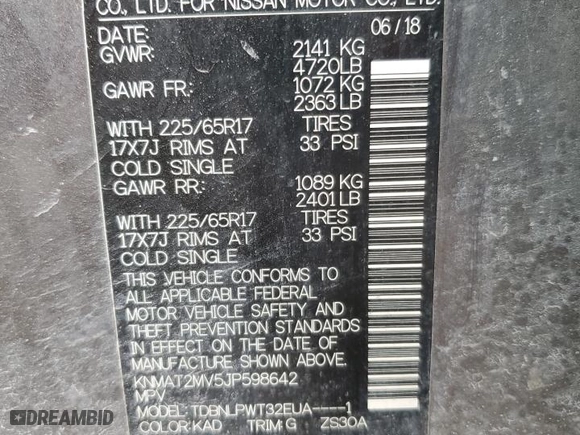 CO., LTD. FOR NISSAN MOTOR CO., LTD.
DATE: 06/18
GVWR: 2141 KG
4720LB
GAWR FR: 1072 KG
2363 LB
WITH 225/65R17 TIRES
17X7J RIMS AT 33 PSI
COLD SINGLE
GAWR RR: 1089 KG
2401LB
WITH 225/65R17 TIRES
17X7J RIMS AT 33 PSI
COLD SINGLE
THIS VEHICLE CONFORMS TO
ALL APPLICABLE FEDERAL
MOTOR VEHICLE SAFETY AND
THEFT PREVENTION STANDARDS
IN EFFECT ON THE DATE OF
MANUFACTURE SHOWN ABOVE.
KNMAT2MV5JP598642
MPV
MODEL: TDBNLPWT32EUA----1
COLOR: KAD TRIM: G ZS30A
DREAMBID.COM
DREAMBID.COM